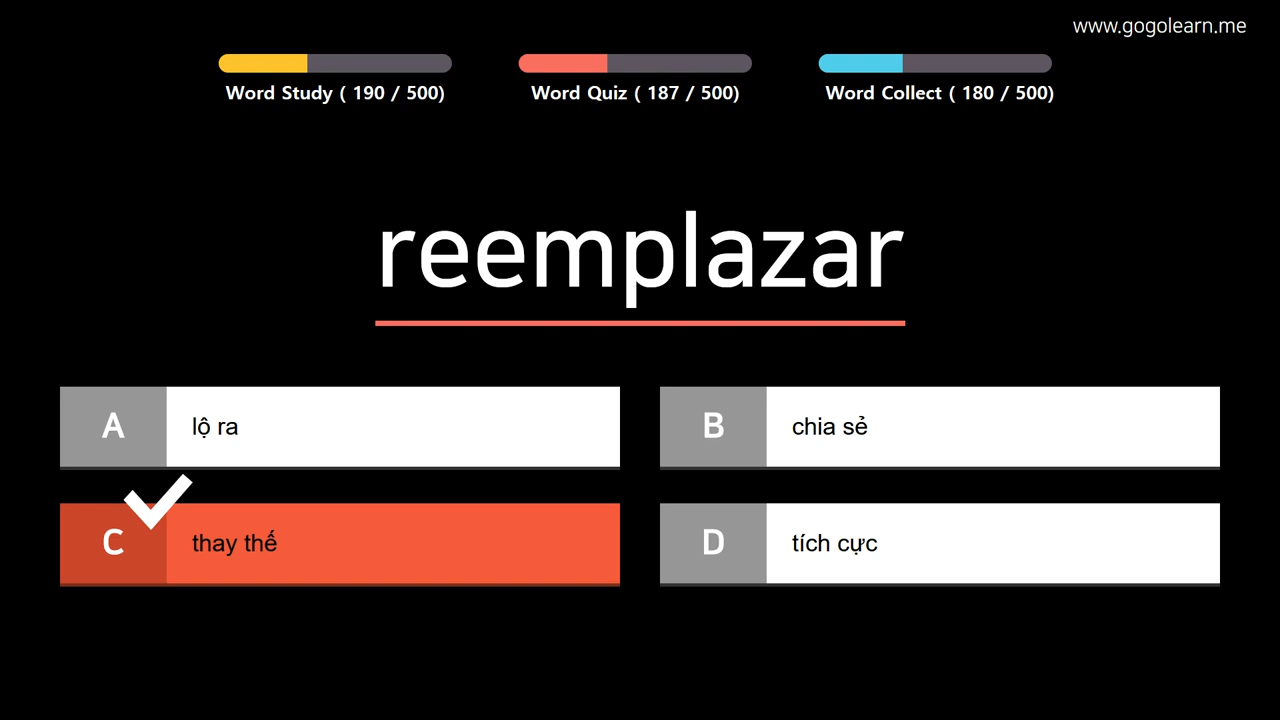 www.gogolearn.me
Word Study ( 190 / 500)
Word Quiz ( 187 / 500)
Word Collect ( 180 / 500)
reemplazar
A lộ ra
B chia sẻ
C thay thế
D tích cực